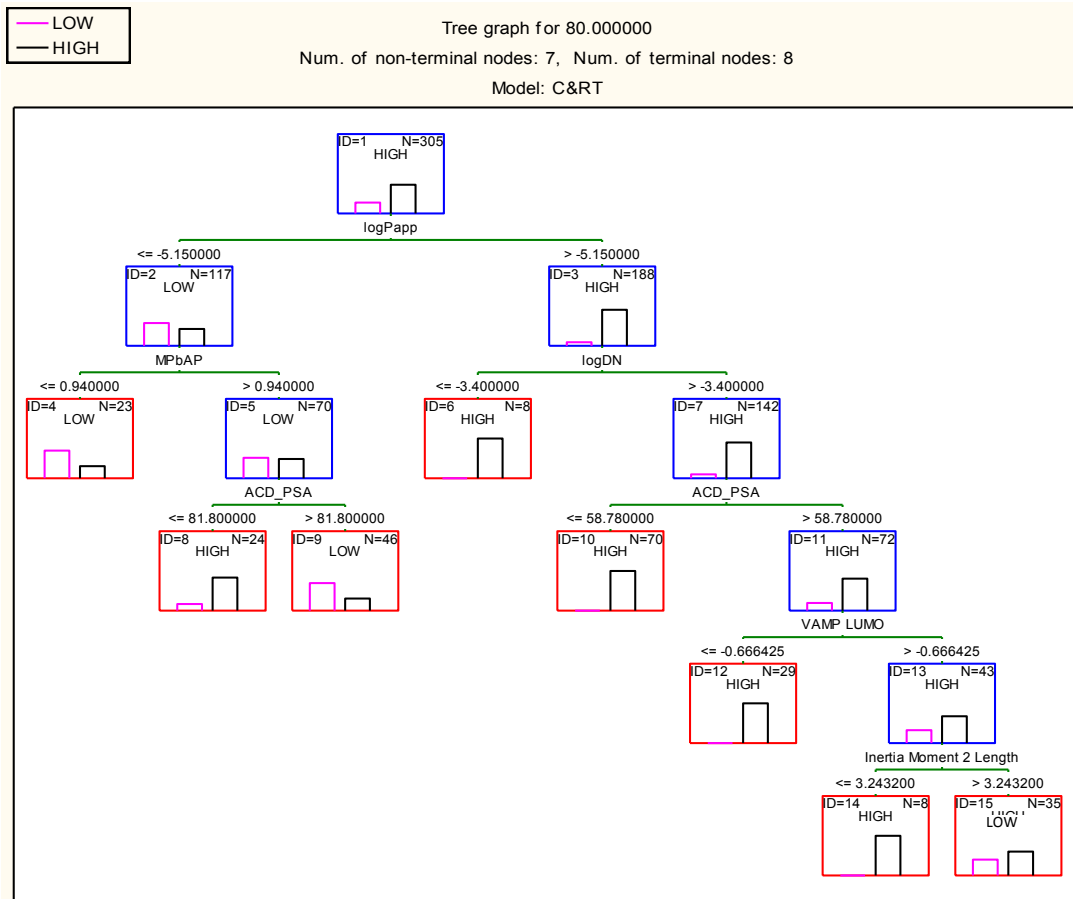 LOW
HIGH
Tree graph for 80.000000
Num. of non-terminal nodes: 7, Num. of terminal nodes: 8
Model: C&RT
ID=1 N=305
HIGH
logPapp
<= -5.150000
> -5.150000
ID=2 N=117
LOW
ID=3 N=188
HIGH
MPbAP
logDN
<= 0.940000
> 0.940000
<= -3.400000
> -3.400000
ID=4 N=23
LOW
ID=5 N=70
LOW
ID=6 N=8
HIGH
ID=7 N=142
HIGH
ACD_PSA
ACD_PSA
<= 81.800000
> 81.800000
<= 58.780000
> 58.780000
ID=8 N=24
HIGH
ID=9 N=46
LOW
ID=10 N=70
HIGH
ID=11 N=72
HIGH
VAMP LUMO
<= -0.666425
> -0.666425
ID=12 N=29
HIGH
ID=13 N=43
HIGH
Inertia Moment 2 Length
<= 3.243200
> 3.243200
ID=14 N=8
HIGH
ID=15 N=35
LOW